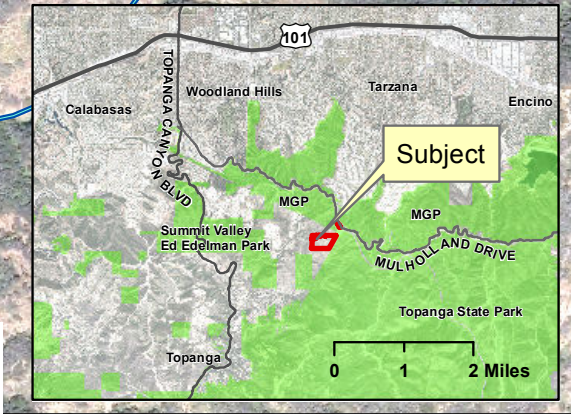 101
TOPANGA CANYON BLVD
Woodland Hills
Tarzana
Calabasas
Encino
Subject
MGP
MGP
Summit Valley
Ed Edelman Park
MULHOLLAND DRIVE
Topanga State Park
Topanga
0 1 2 Miles